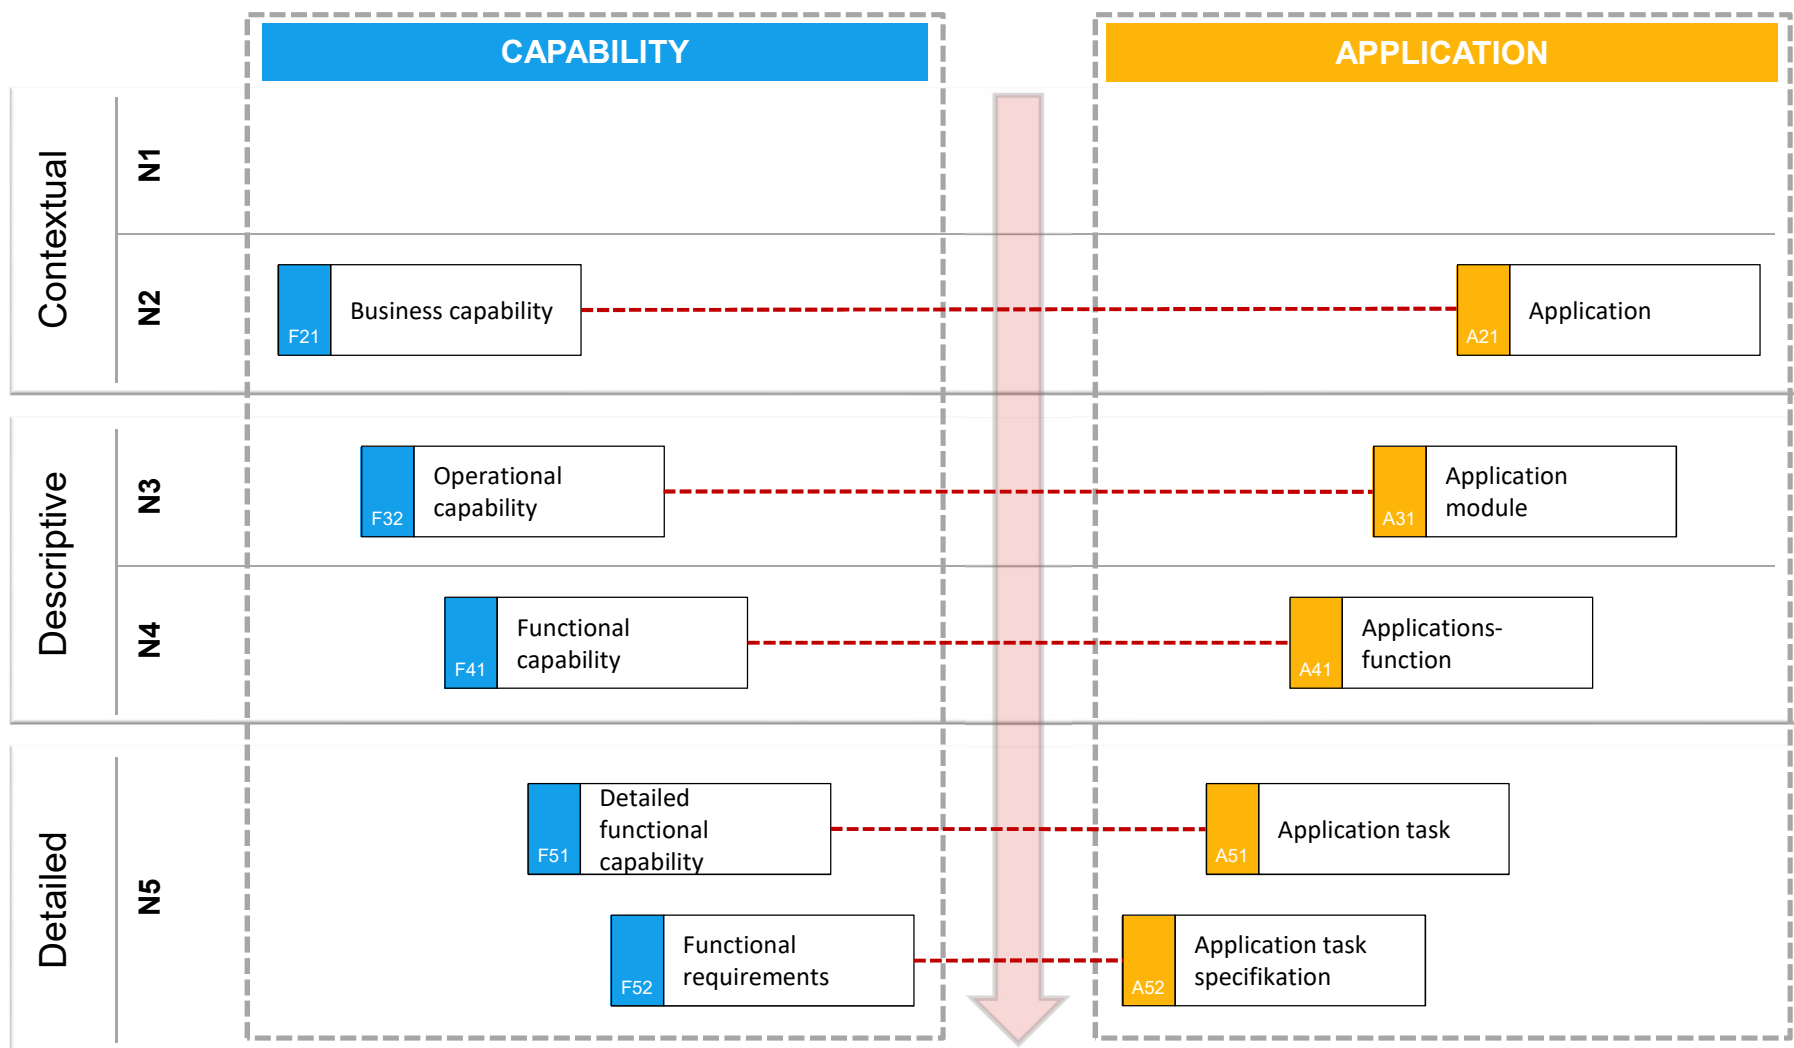 CAPABILITY
APPLICATION
Contextual
N1
N2
F21
Business capability
A21
Application
Descriptive
N3
F32
Operational
capability
A31
Application
module
N4
F41
Functional
capability
A41
Applications-
function
Detailed
N5
F51
Detailed
functional
capability
A51
Application task
F52
Functional
requirements
A52
Application task
specifikation